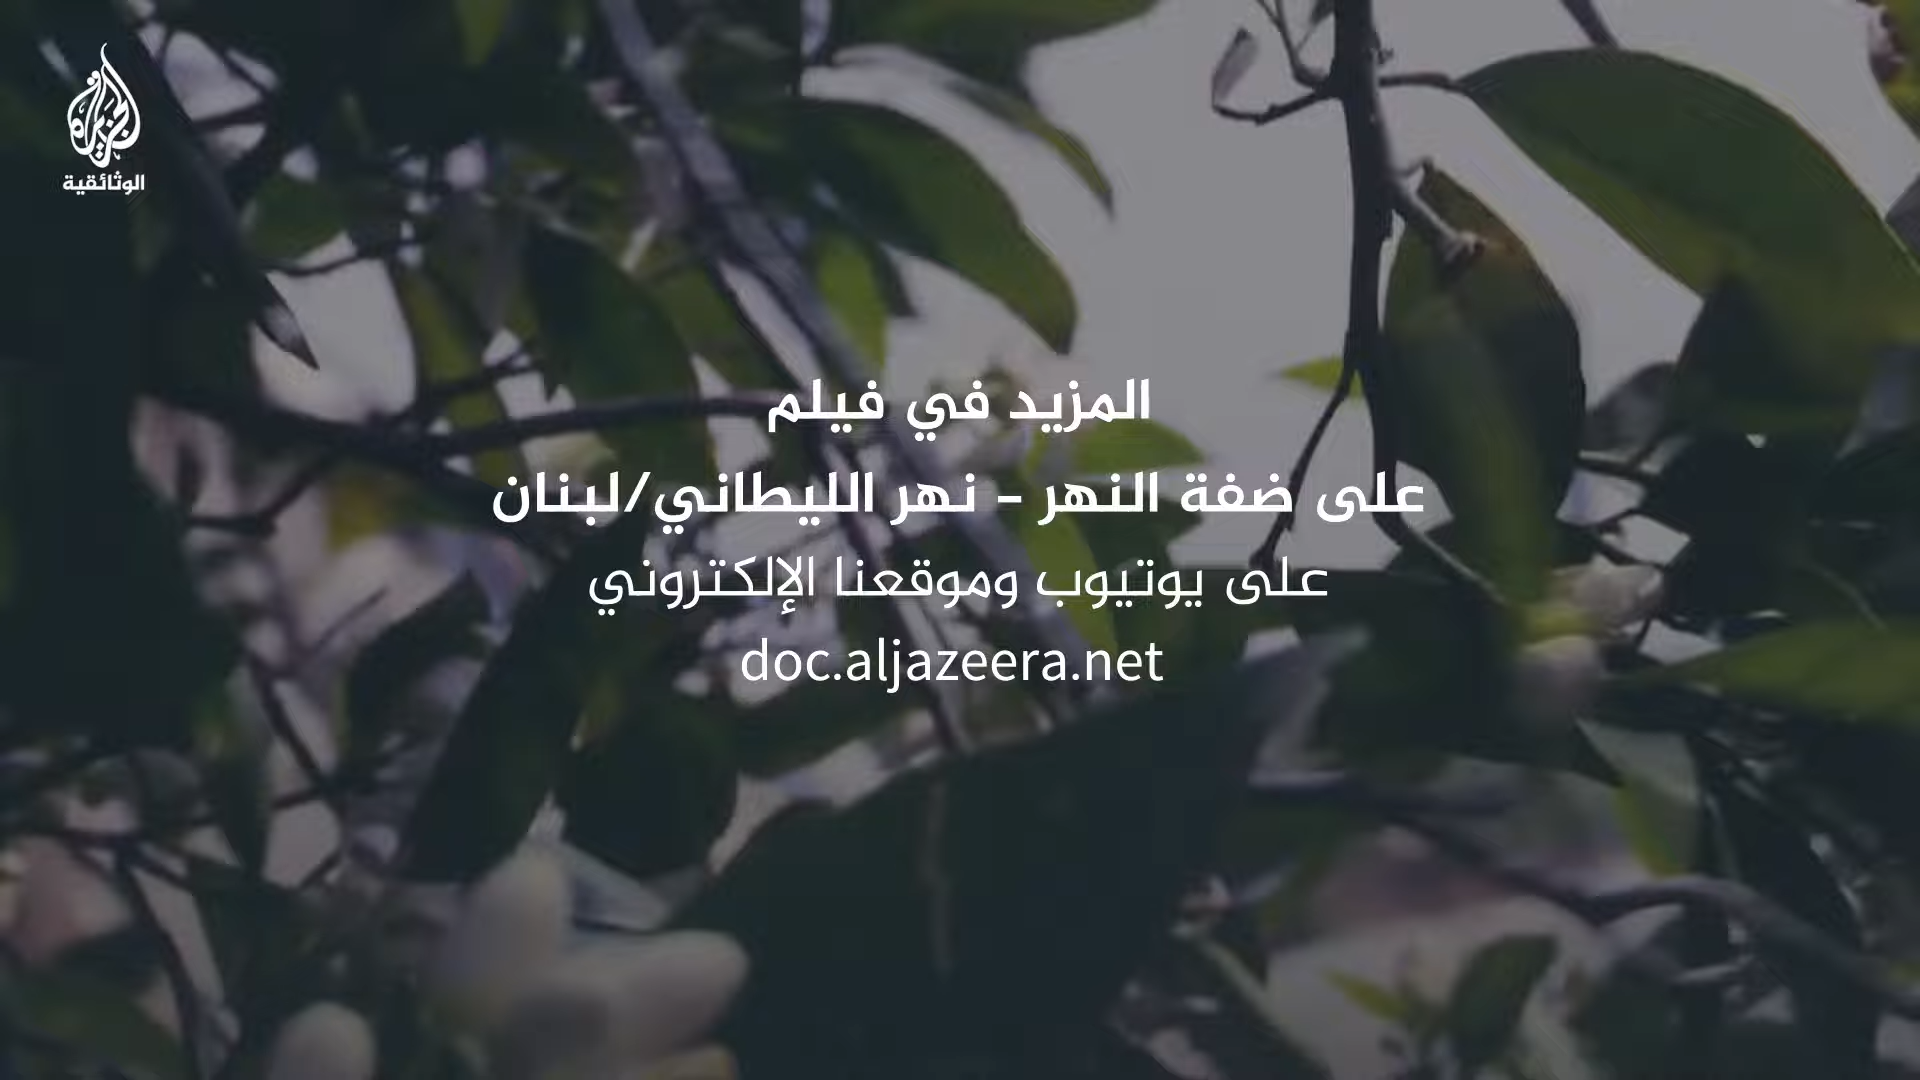 الجزيرة
الوثائقية
المزيد في فيلم
على ضفة النهر - نهر الليطاني/لبنان
على يوتيوب وموقعنا الإلكتروني
doc.aljazeera.net